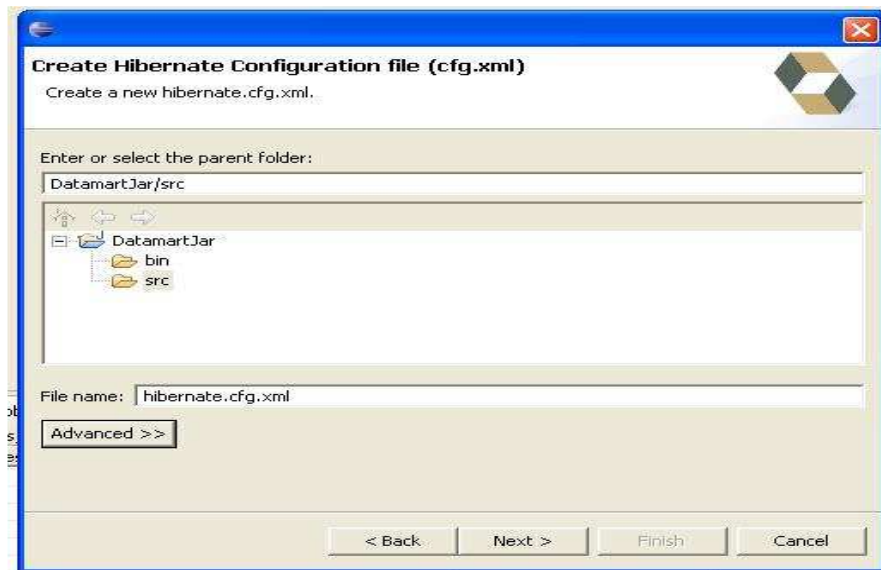 Create Hibernate Configuration file (cfg.xml)
Create a new hibernate.cfg.xml.
Enter or select the parent folder:
DatamartJar/src
DatamartJar
bin
src
File name: hibernate.cfg.xml
Advanced >>
< Back Next > Finish Cancel